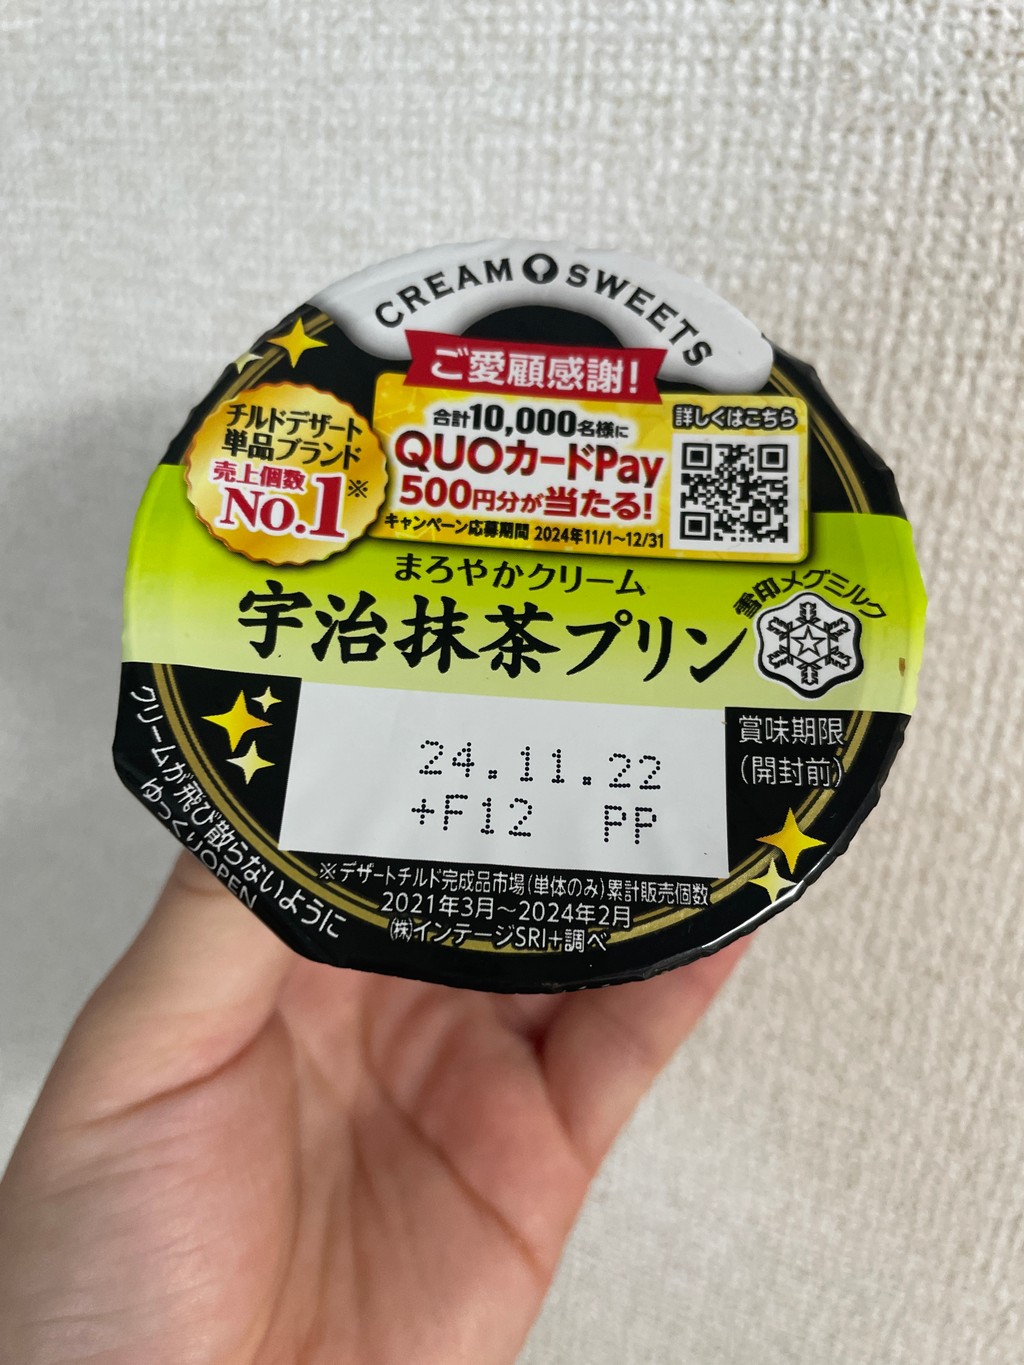 CREAM SWEETS
ご愛顧感謝!
チルドデザート
単品ブランド
売上個数
No.1※
合計10,000名様に
QUOカードPay
500円分が当たる!
キャンペーン応募期間 2024年11/1〜12/31
詳しくはこちら
まろやかクリーム
宇治抹茶プリン
雪印メグミルク
24.11.22
+F12 PP
賞味期限
(開封前)
クリームが飛び散らないように
ゆっくりOPEN
※デザートチルド完成品市場(単体のみ)累計販売個数
2021年3月〜2024年2月
㈱インテージSRI+調べ